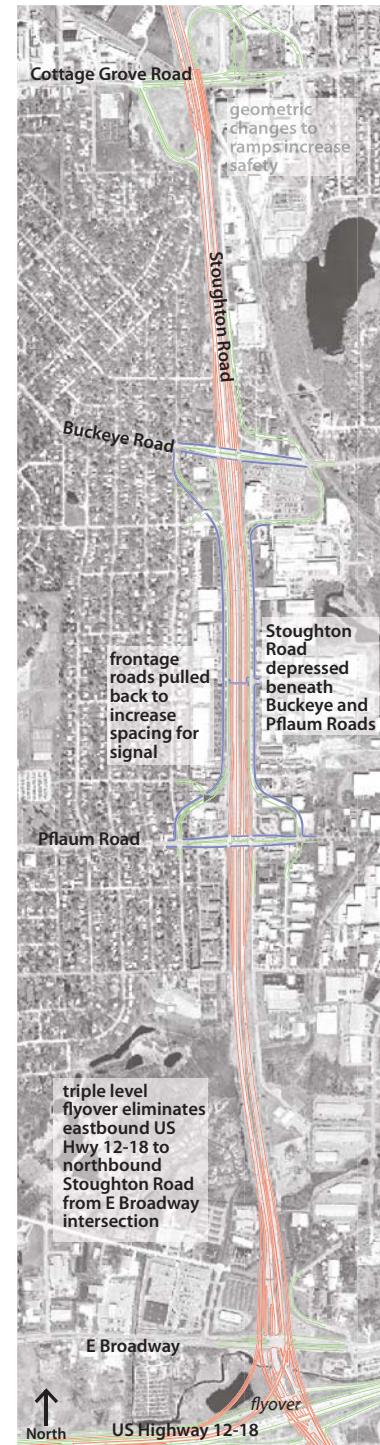 Cottage Grove Road
geometric
changes to
ramps increase
safety
Stoughton Road
Buckeye Road
Stoughton
Road
depressed
beneath
Buckeye and
Pflaum Roads
frontage
roads pulled
back to
increase
spacing for
signal
Pflaum Road
triple level
flyover eliminates
eastbound US
Hwy 12-18 to
northbound
Stoughton Road
from E Broadway
intersection
E Broadway
flyover
North
US Highway 12-18